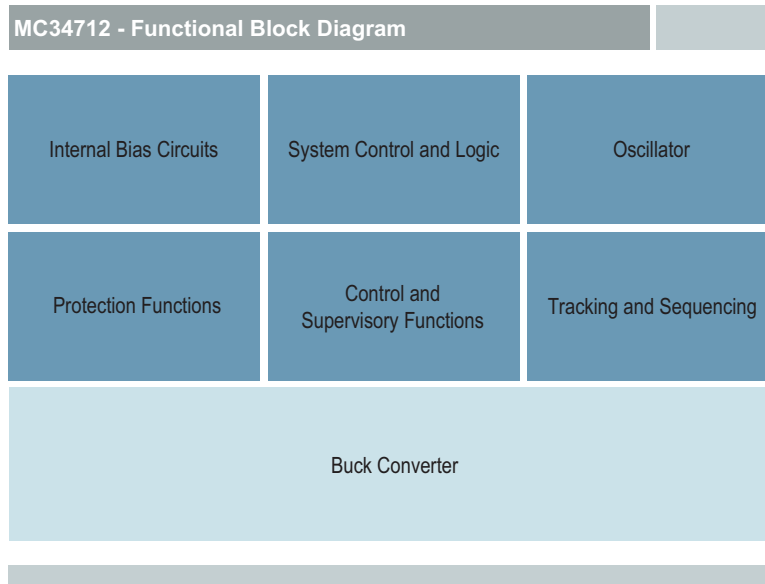 MC34712 - Functional Block Diagram
Internal Bias Circuits
System Control and Logic
Oscillator
Protection Functions
Control and
Supervisory Functions
Tracking and Sequencing
Buck Converter